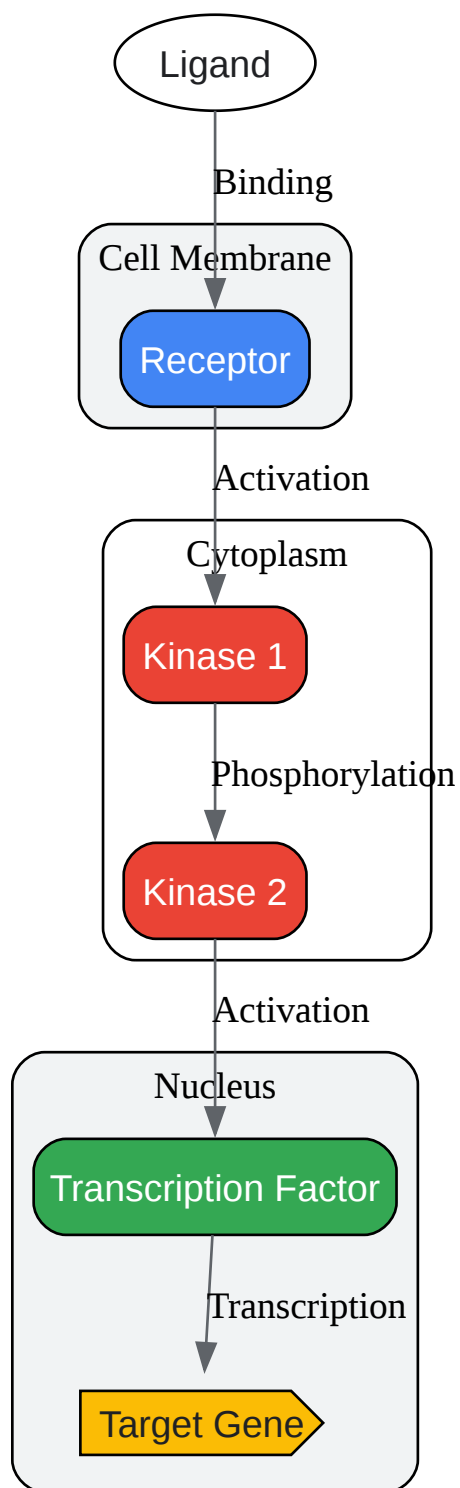 Ligand
Binding
Cell Membrane
Receptor
Activation
Cytoplasm
Kinase 1
Phosphorylation
Kinase 2
Activation
Nucleus
Transcription Factor
Transcription
Target Gene